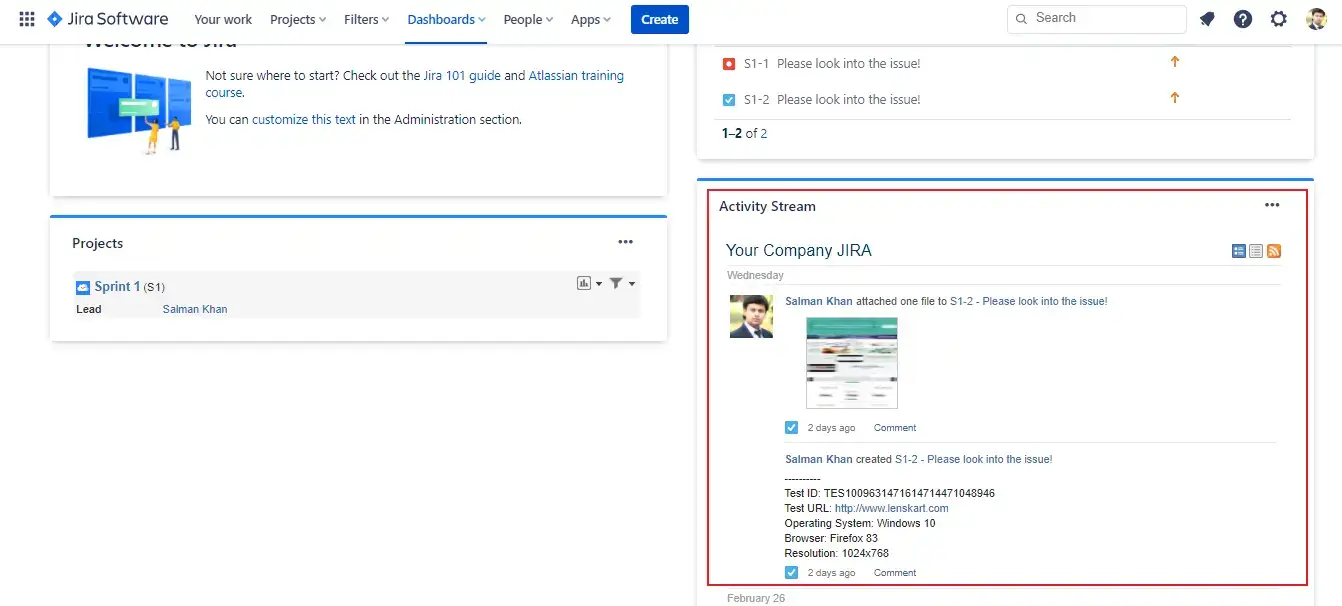 Jira Software Your work Projects Filters Dashboards People Apps Create Search
Welcome to Jira
Not sure where to start? Check out the Jira 101 guide and Atlassian training
course.
You can customize this text in the Administration section.
Projects
Sprint 1 (S1)
Lead Salman Khan
S1-1 Please look into the issue!
S1-2 Please look into the issue!
1–2 of 2
Activity Stream
Your Company JIRA
Wednesday
Salman Khan attached one file to S1-2 - Please look into the issue!
2 days ago Comment
Salman Khan created S1-2 - Please look into the issue!
----------
Test ID: TES1009631471614714471048946
Test URL: http://www.lenskart.com
Operating System: Windows 10
Browser: Firefox 83
Resolution: 1024x768
2 days ago Comment
February 26